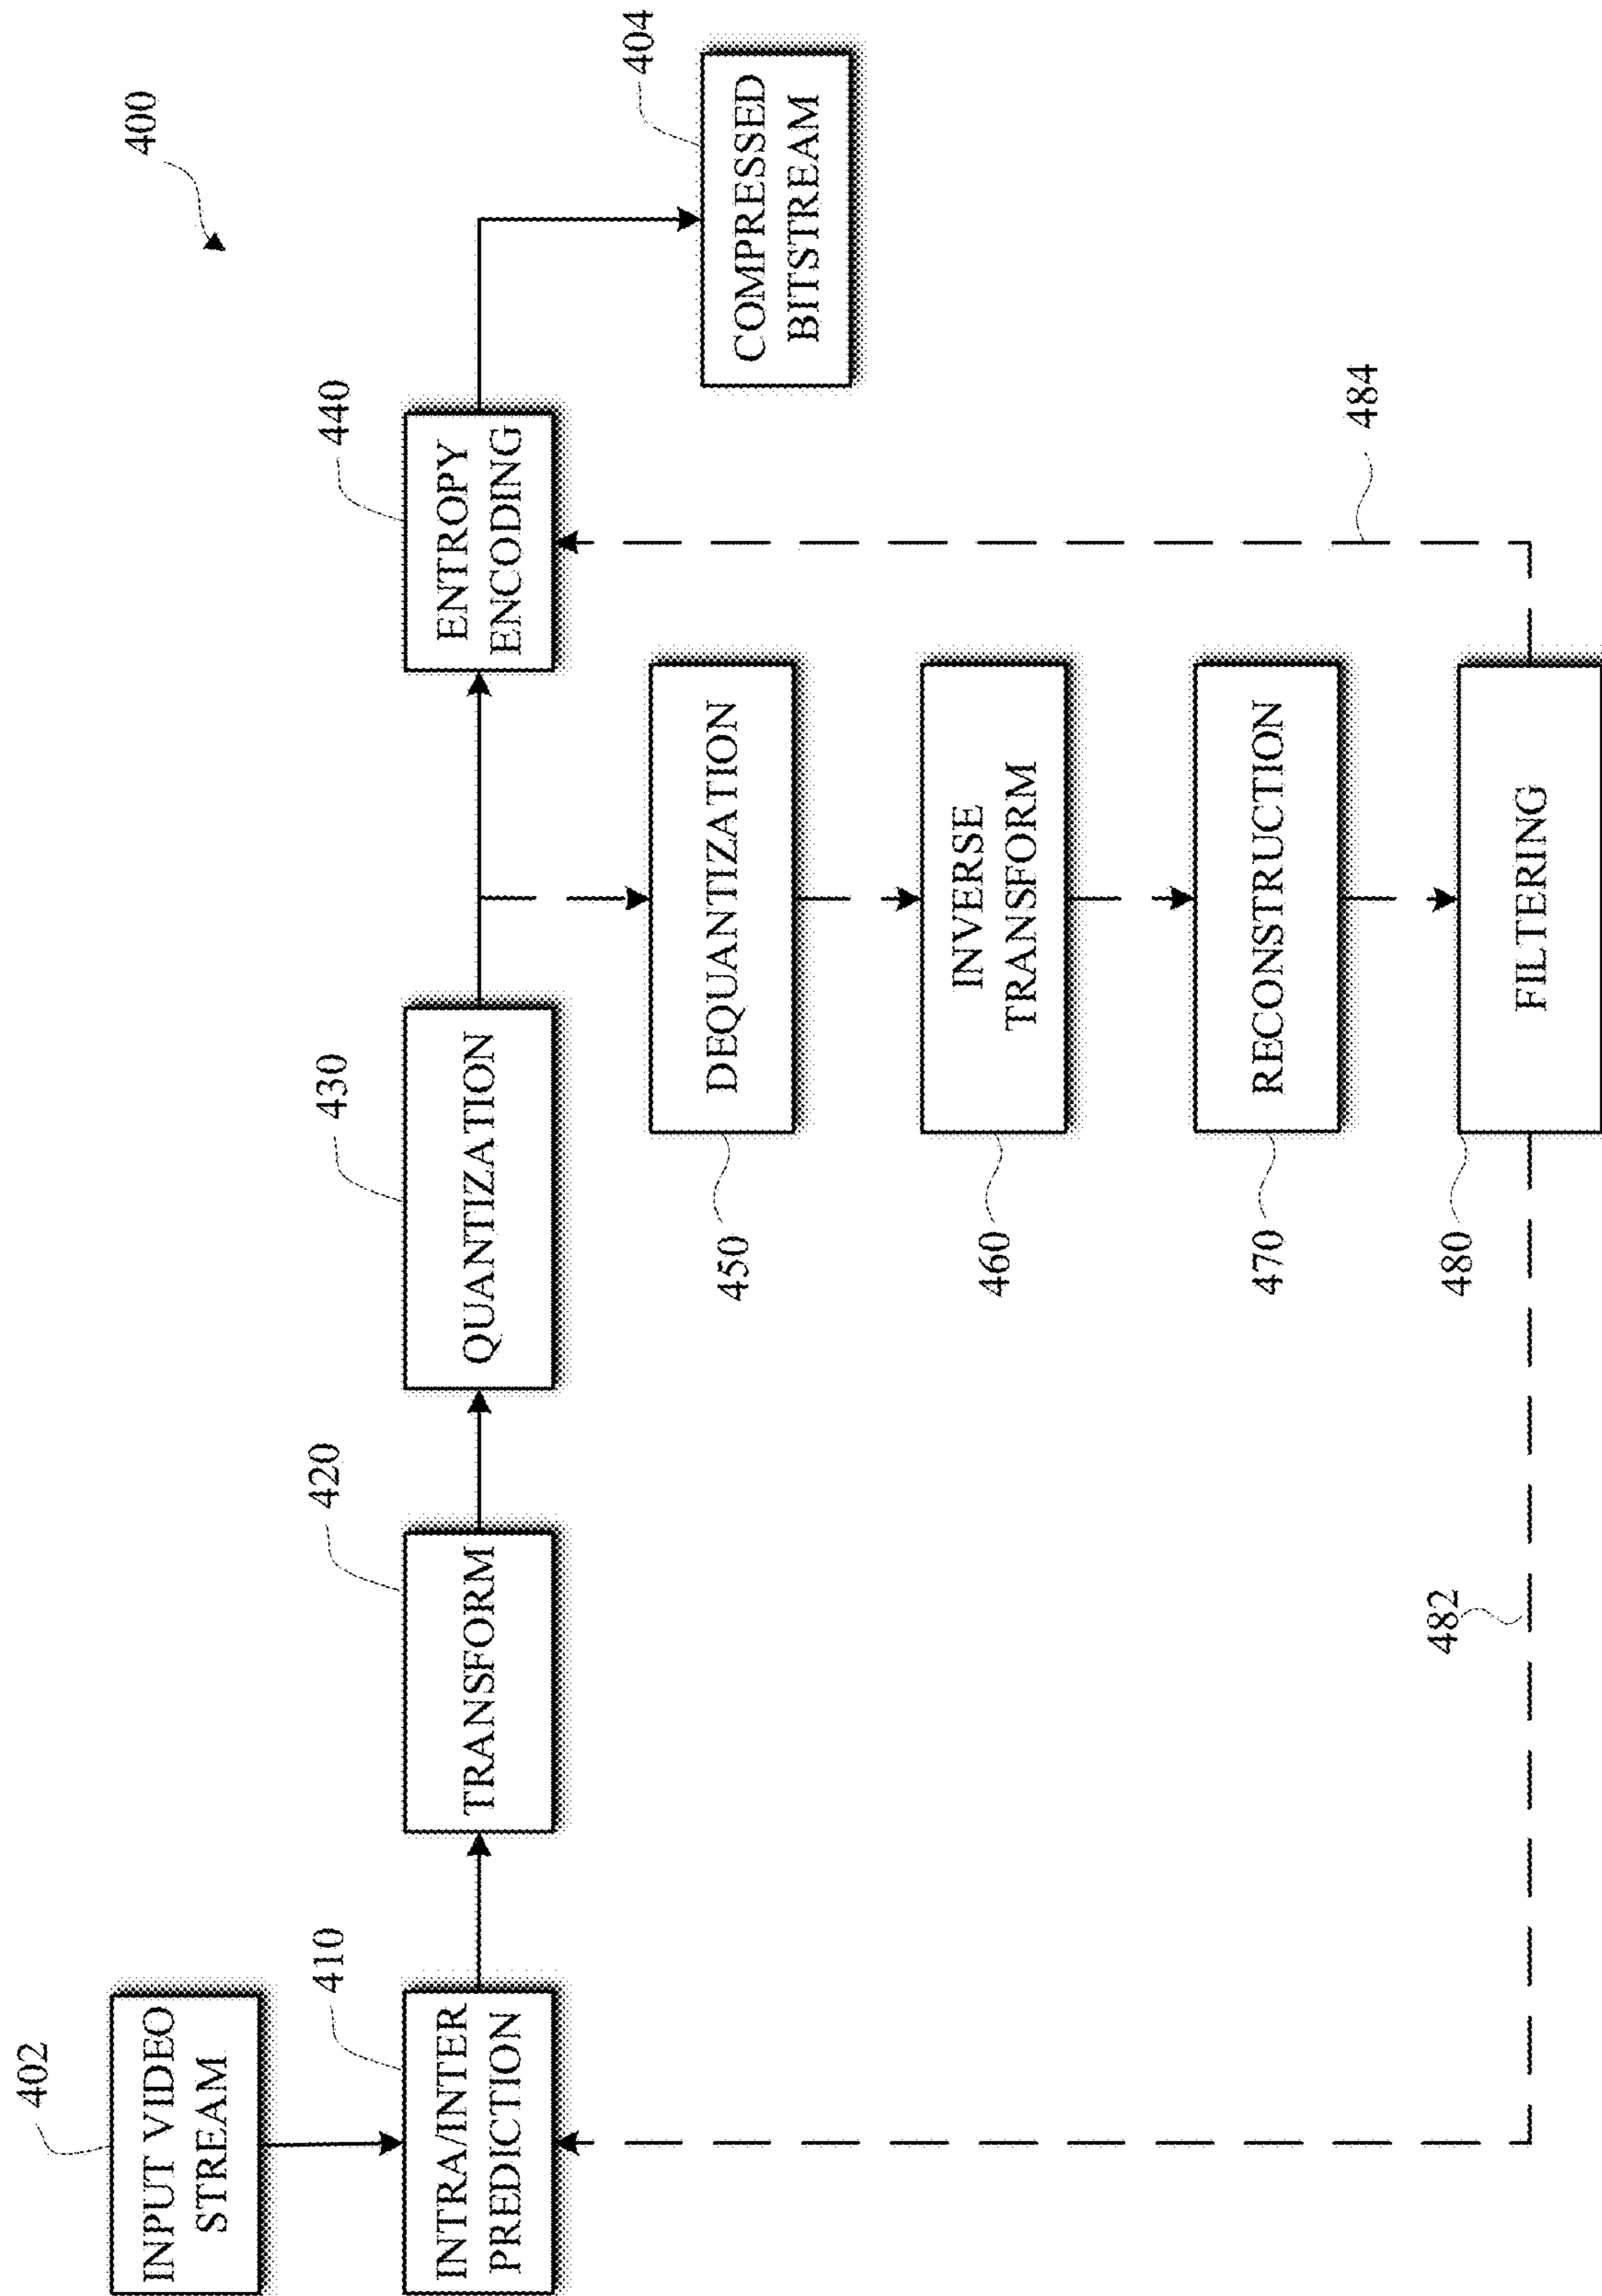 400
402
INPUT VIDEO
STREAM
410
INTRA/INTER
PREDICTION
420
TRANSFORM
430
QUANTIZATION
440
ENTROPY
ENCODING
404
COMPRESSED
BITSTREAM
450
DEQUANTIZATION
460
INVERSE
TRANSFORM
470
RECONSTRUCTION
480
FILTERING
482
484